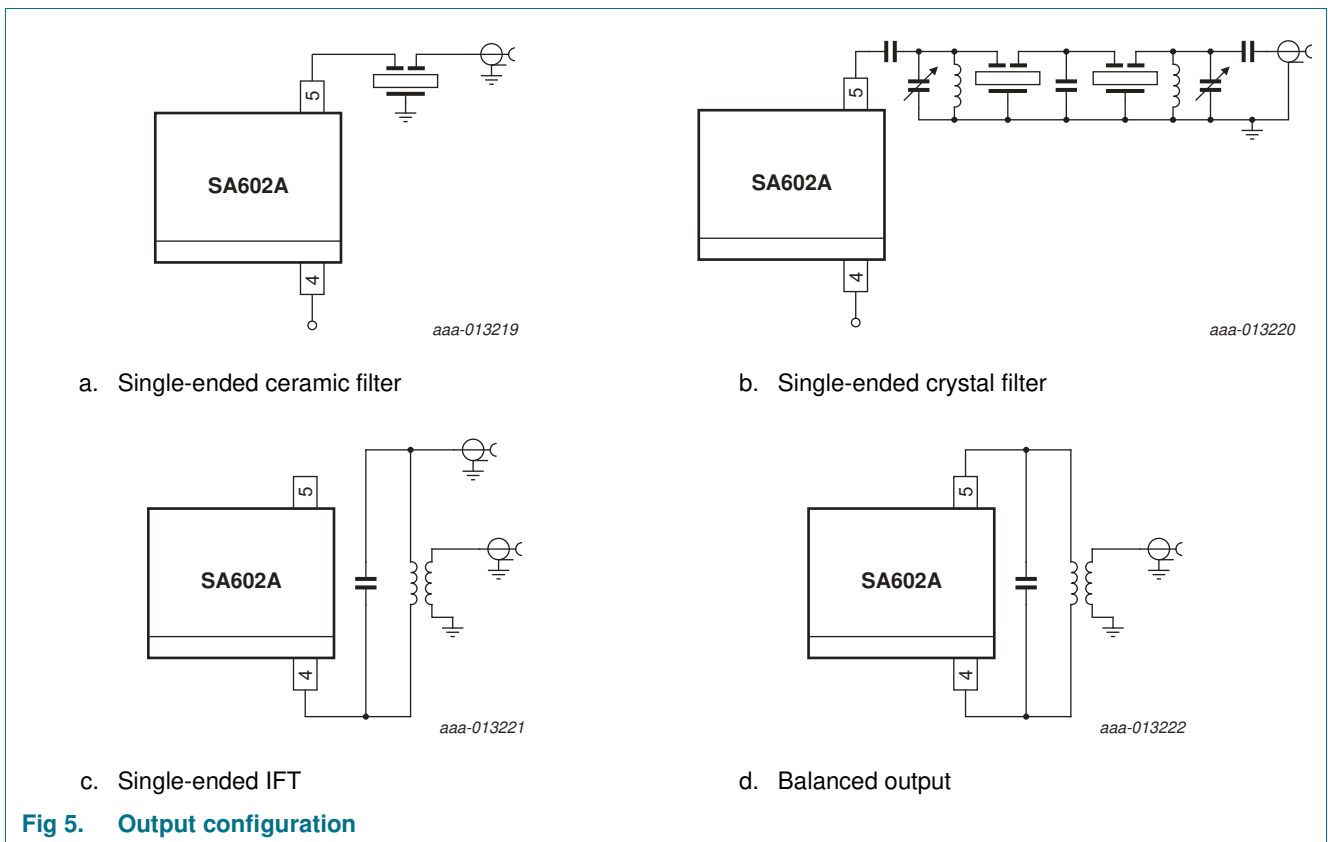 5
SA602A
4
aaa-013219
a. Single-ended ceramic filter
5
SA602A
4
aaa-013220
b. Single-ended crystal filter
5
SA602A
4
aaa-013221
c. Single-ended IFT
5
SA602A
4
aaa-013222
d. Balanced output
Fig 5. Output configuration